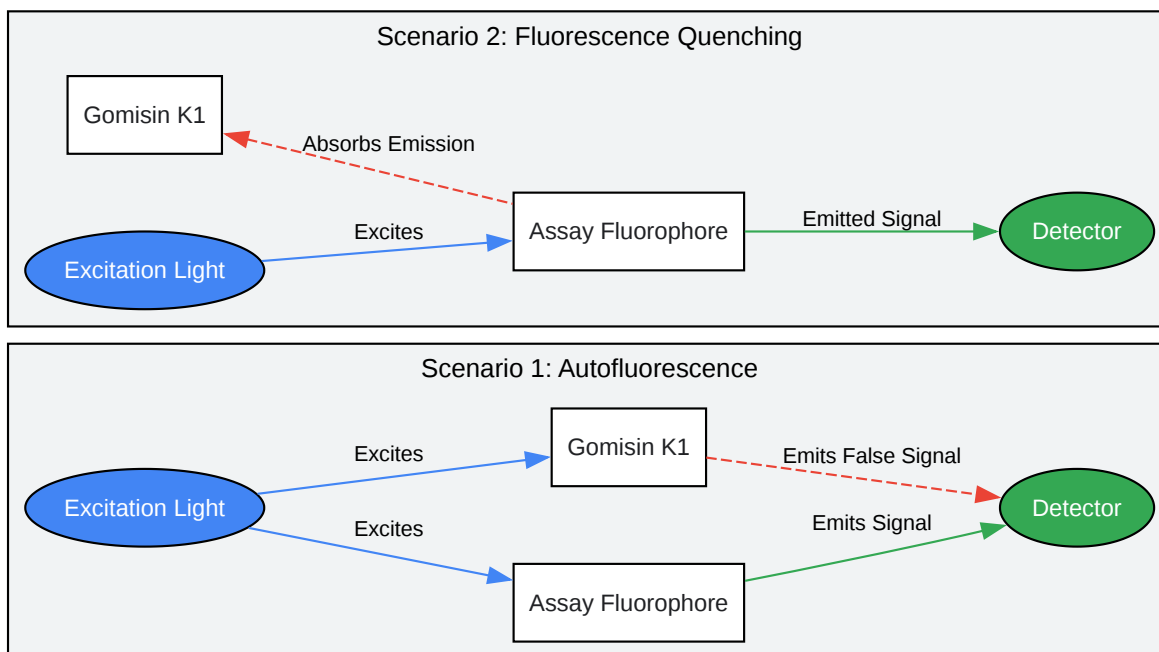 Scenario 2: Fluorescence Quenching
Gomisin K1
Absorbs Emission
Excites
Assay Fluorophore
Emitted Signal
Detector
Excitation Light
Scenario 1: Autofluorescence
Gomisin K1
Excites
Emits False Signal
Excitation Light
Detector
Excites
Emits Signal
Assay Fluorophore